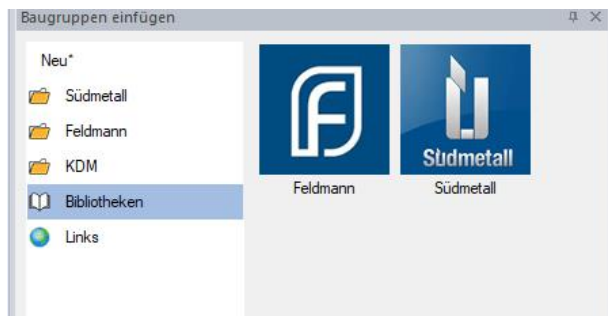 Baugruppen einfügen
Neu*
Südmetall
Feldmann
KDM
Bibliotheken
Links
F
Südmetall
Feldmann
Südmetall